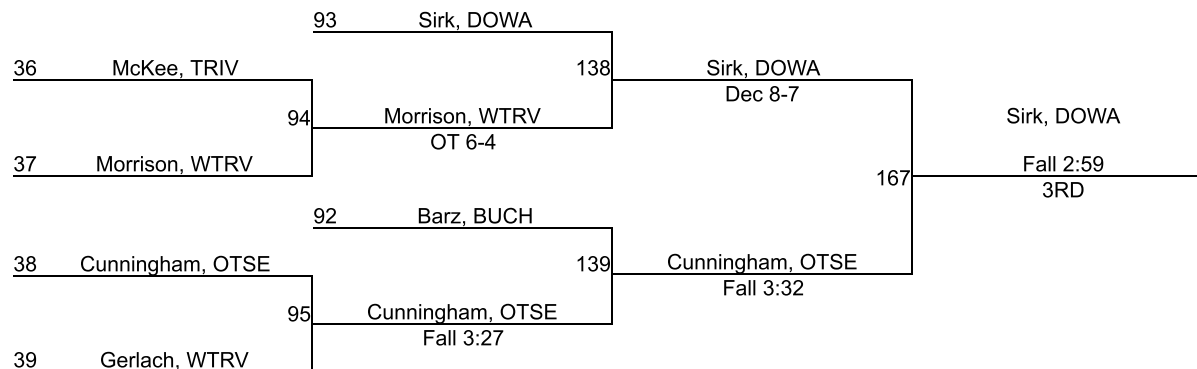 93 Sirk, DOWA
36 McKee, TRIV 138 Sirk, DOWA
Dec 8-7
94 Morrison, WTRV Sirk, DOWA
OT 6-4
37 Morrison, WTRV Fall 2:59
167
3RD
92 Barz, BUCH
38 Cunningham, OTSE 139 Cunningham, OTSE
Fall 3:32
95 Cunningham, OTSE
Fall 3:27
39 Gerlach, WTRV